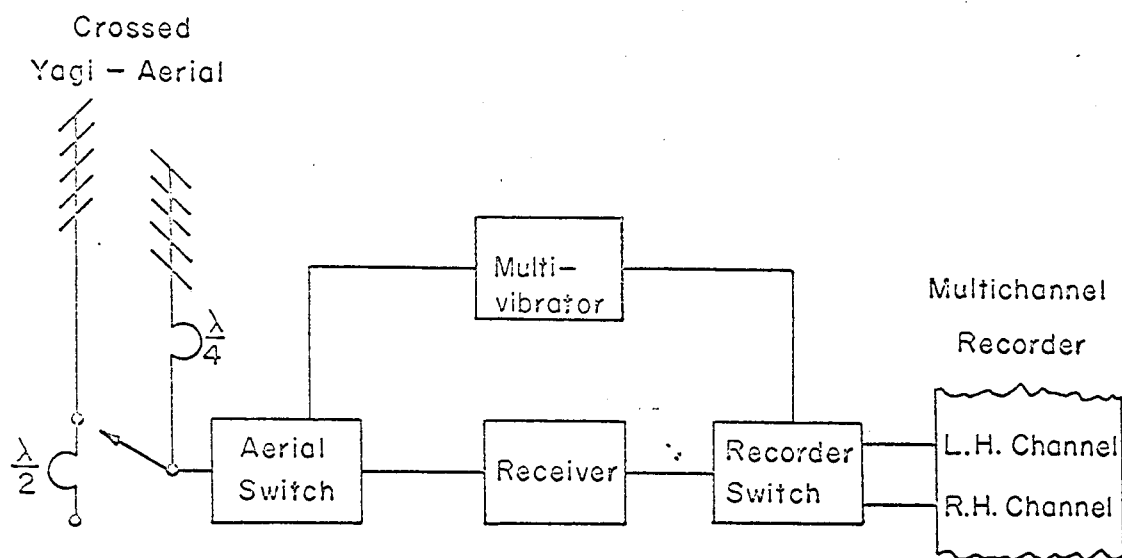 Crossed
Yagi – Aerial
λ/4
λ/2
Multi–
vibrator
Aerial
Switch
Receiver
Recorder
Switch
Multichannel
Recorder
L.H. Channel
R.H. Channel